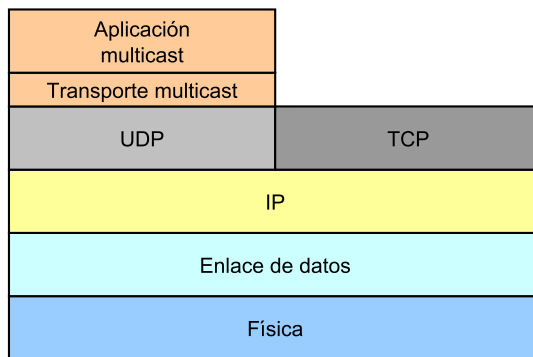 Aplicación
multicast
Transporte multicast
UDP
TCP
IP
Enlace de datos
Física